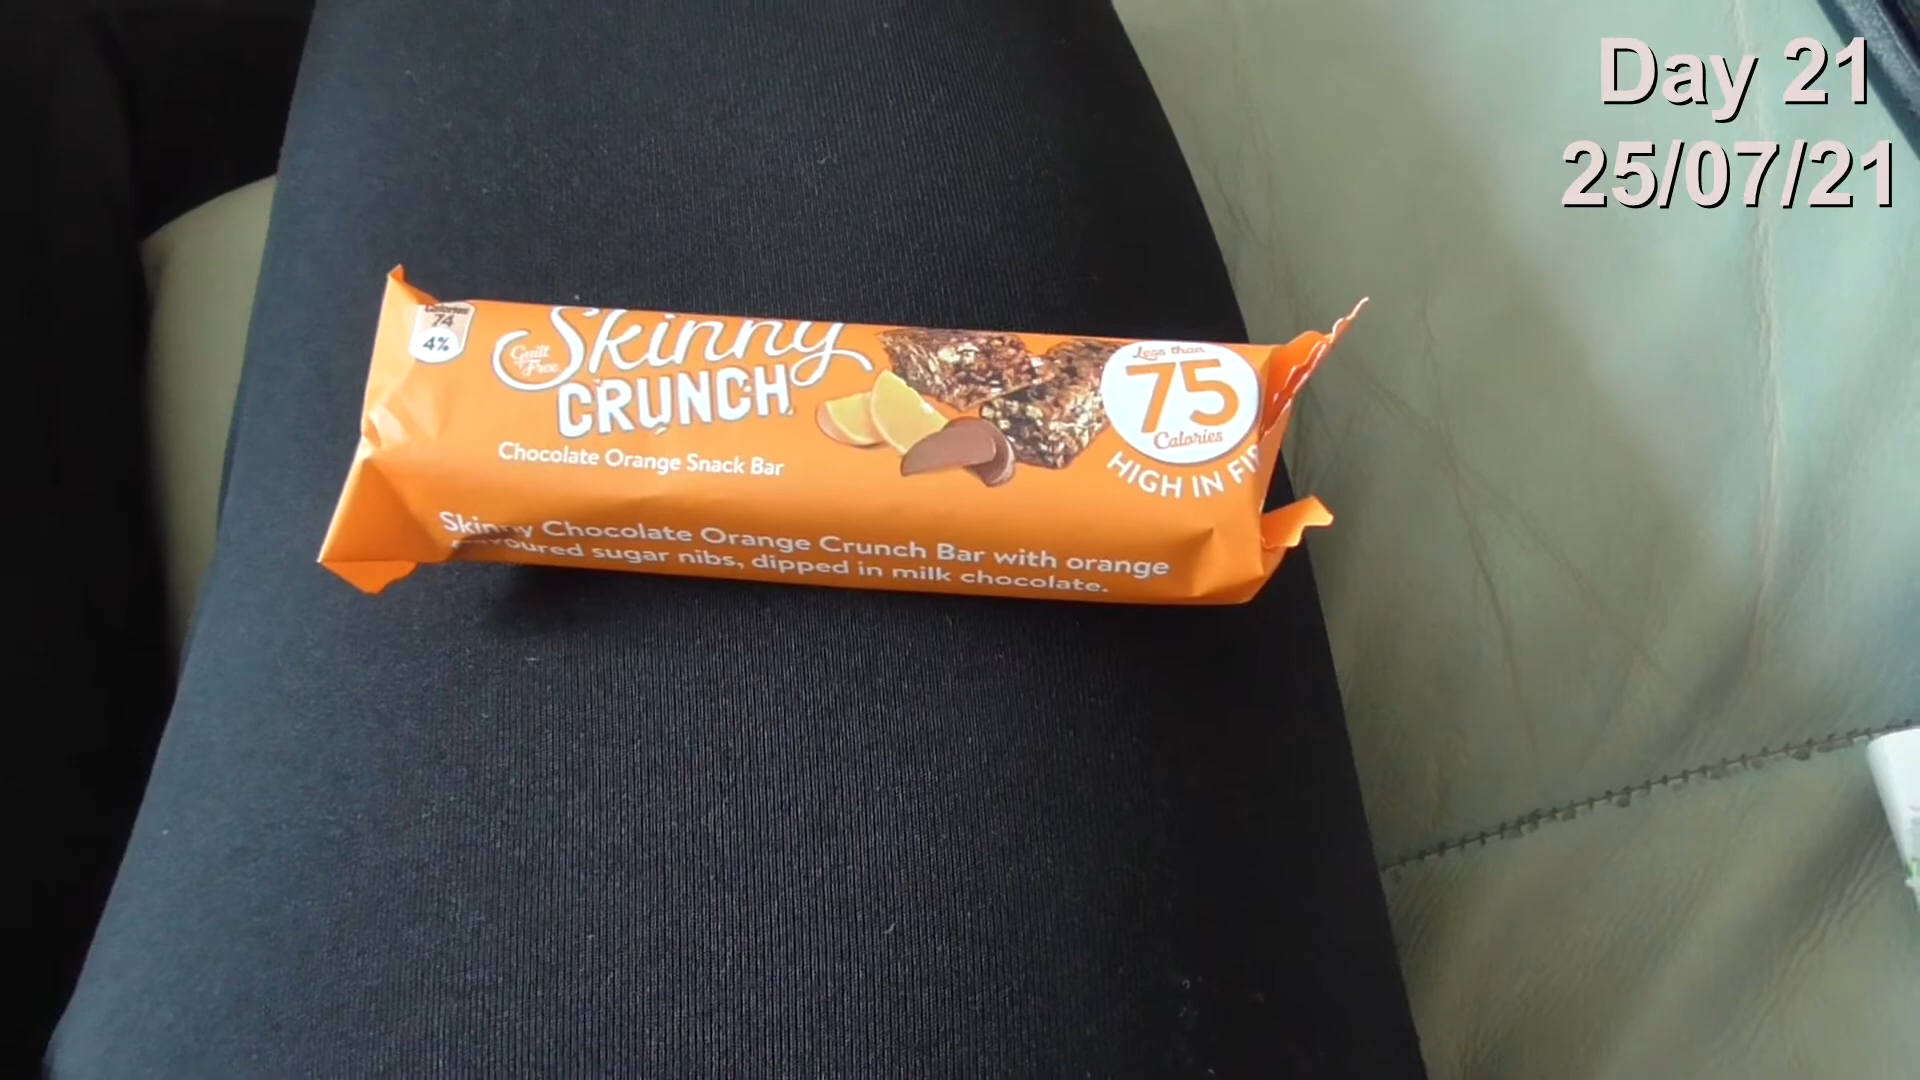 Day 21
25/07/21
Calories
74
4%
Guilt
Free
Skinny
CRUNCH
Chocolate Orange Snack Bar
Less than
75
Calories
HIGH IN
Skinny Chocolate Orange Crunch Bar with orange
flavoured sugar nibs, dipped in milk chocolate.